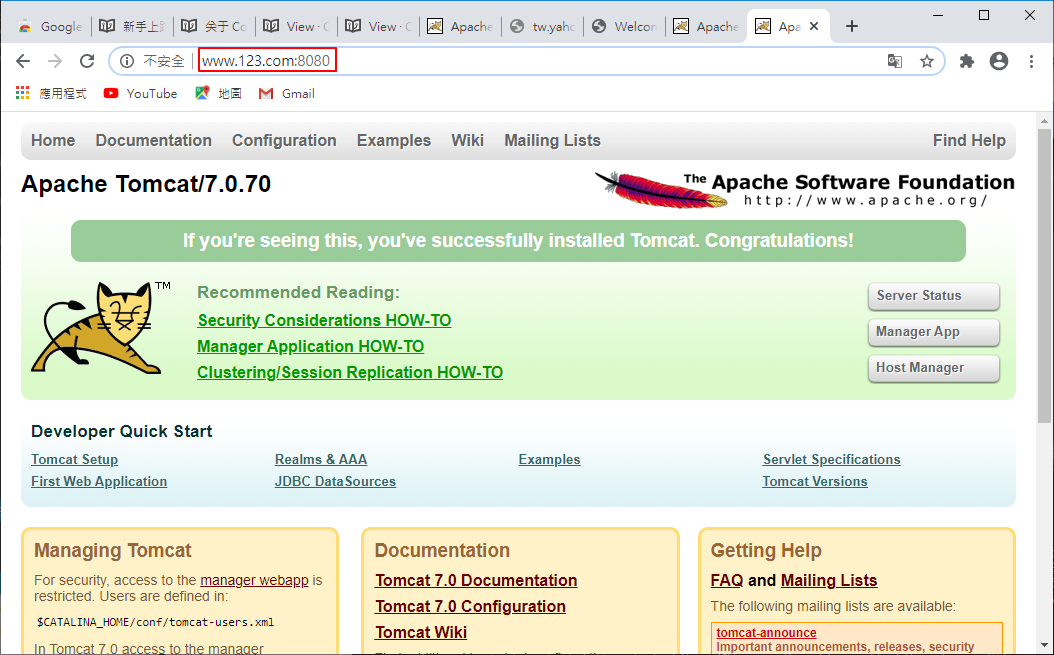 Google
新手上
关于 Co
View · 
View · 
Apache
tw.yaho
Welcon
Apache
Apa
不安全
www.123.com:8080
應用程式
YouTube
地圖
Gmail
Home Documentation Configuration Examples Wiki Mailing Lists Find Help
Apache Tomcat/7.0.70
The Apache Software Foundation
http://www.apache.org/
If you're seeing this, you've successfully installed Tomcat. Congratulations!
TM
Recommended Reading:
Security Considerations HOW-TO
Manager Application HOW-TO
Clustering/Session Replication HOW-TO
Server Status
Manager App
Host Manager
Developer Quick Start
Tomcat Setup Realms & AAA Examples Servlet Specifications
First Web Application JDBC DataSources Tomcat Versions
Managing Tomcat
For security, access to the manager webapp is
restricted. Users are defined in:
$CATALINA_HOME/conf/tomcat-users.xml
In Tomcat 7.0 access to the manager
Documentation
Tomcat 7.0 Documentation
Tomcat 7.0 Configuration
Tomcat Wiki
Getting Help
FAQ and Mailing Lists
The following mailing lists are available:
tomcat-announce
Important announcements, releases, security